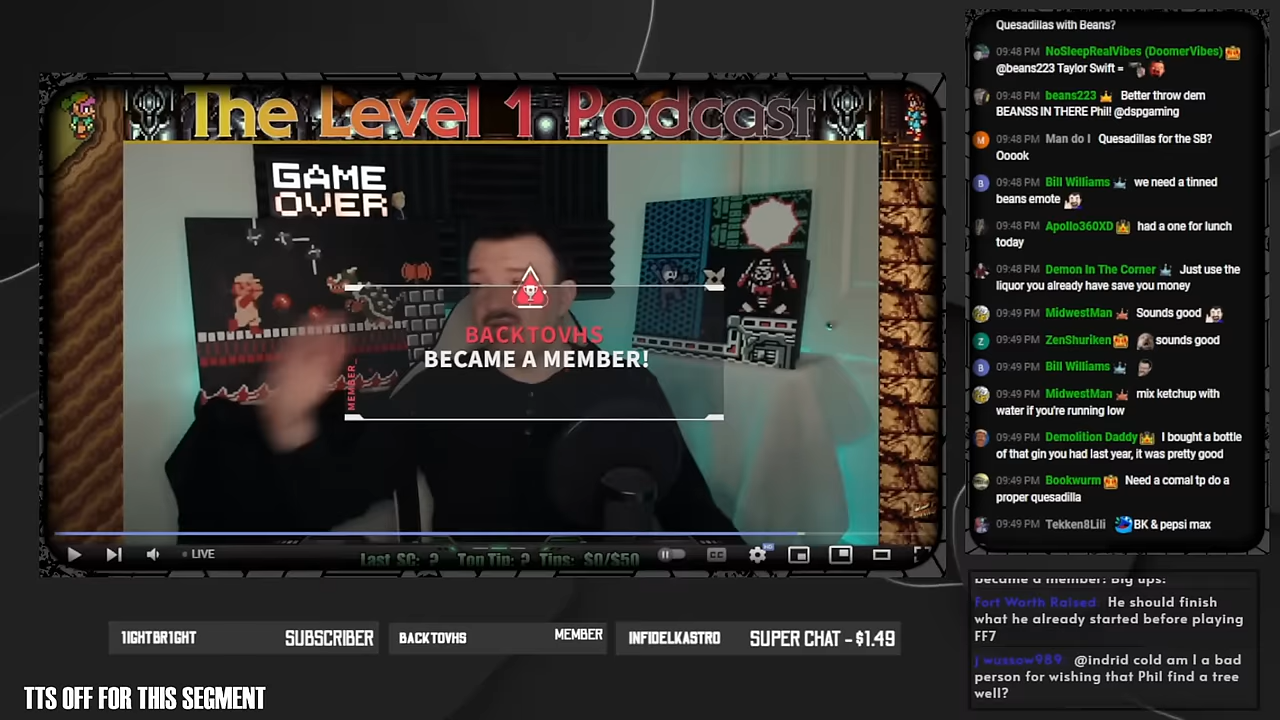 The Level 1 Podcast
GAME
OVER
BACKTOVHS
BECAME A MEMBER!
MEMBER
LIVE
Last SC: ? Top Tip: ? Tips: $0/$50
1IGHTBR1GHT SUBSCRIBER
BACKTOVHS MEMBER
INFIDELKASTRO SUPER CHAT - $1.49
TTS OFF FOR THIS SEGMENT
Quesadillas with Beans?
09:48 PM NoSleepRealVibes (DoomerVibes)
@beans223 Taylor Swift =
09:48 PM beans223 Better throw dem
BEANSS IN THERE Phil! @dspgaming
09:48 PM Man do I Quesadillas for the SB?
Ooook
09:48 PM Bill Williams we need a tinned
beans emote
09:48 PM Apollo360XD had a one for lunch
today
09:48 PM Demon In The Corner Just use the
liquor you already have save you money
09:49 PM MidwestMan Sounds good
09:49 PM ZenShuriken sounds good
09:49 PM Bill Williams
09:49 PM MidwestMan mix ketchup with
water if you're running low
09:49 PM Demolition Daddy I bought a bottle
of that gin you had last year, it was pretty good
09:49 PM Bookwurm Need a comal tp do a
proper quesadilla
09:49 PM Tekken8Lili BK & pepsi max
became a member! Big ups!
Fort Worth Raised He should finish
what he already started before playing
FF7
j wussow989 @indrid cold am I a bad
person for wishing that Phil find a tree
well?